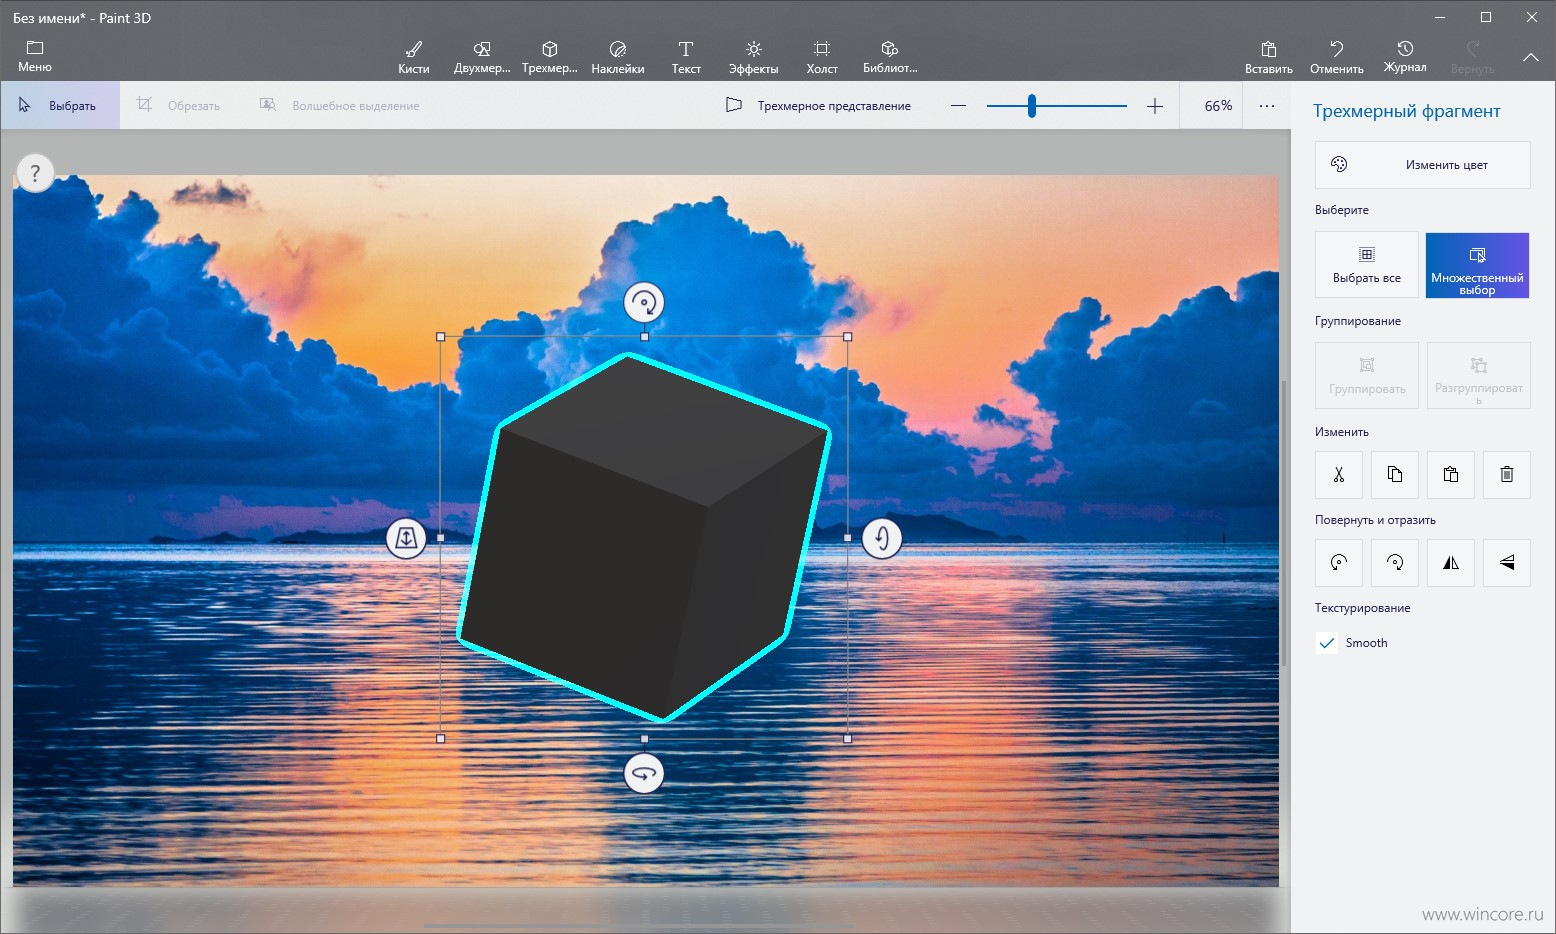 Без имени* - Paint 3D
Меню
Кисти
Двухмер...
Трехмер...
Наклейки
Текст
Эффекты
Холст
Библиот...
Вставить
Отменить
Журнал
Вернуть
Выбрать
Обрезать
Волшебное выделение
Трехмерное представление
66%
?
Трехмерный фрагмент
Изменить цвет
Выберите
Выбрать все
Множественный
выбор
Группирование
Группировать
Разгруппироват
ь
Изменить
Повернуть и отразить
Текстурирование
Smooth
www.wincore.ru